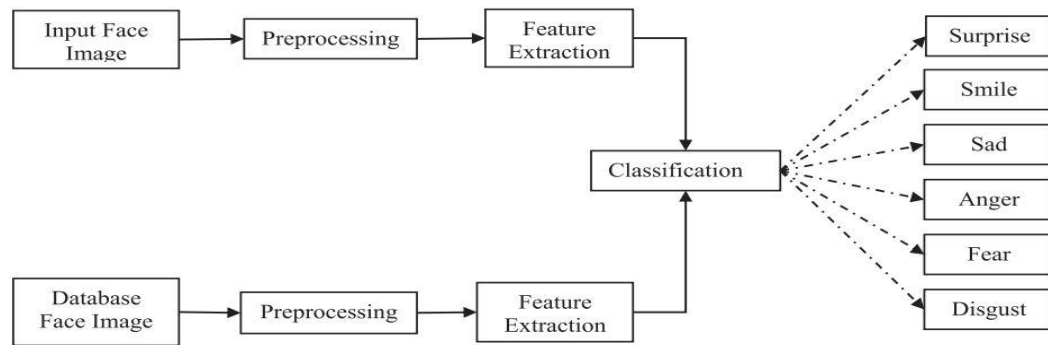 Input Face
Image
Preprocessing
Feature
Extraction
Classification
Surprise
Smile
Sad
Anger
Fear
Disgust
Database
Face Image
Preprocessing
Feature
Extraction